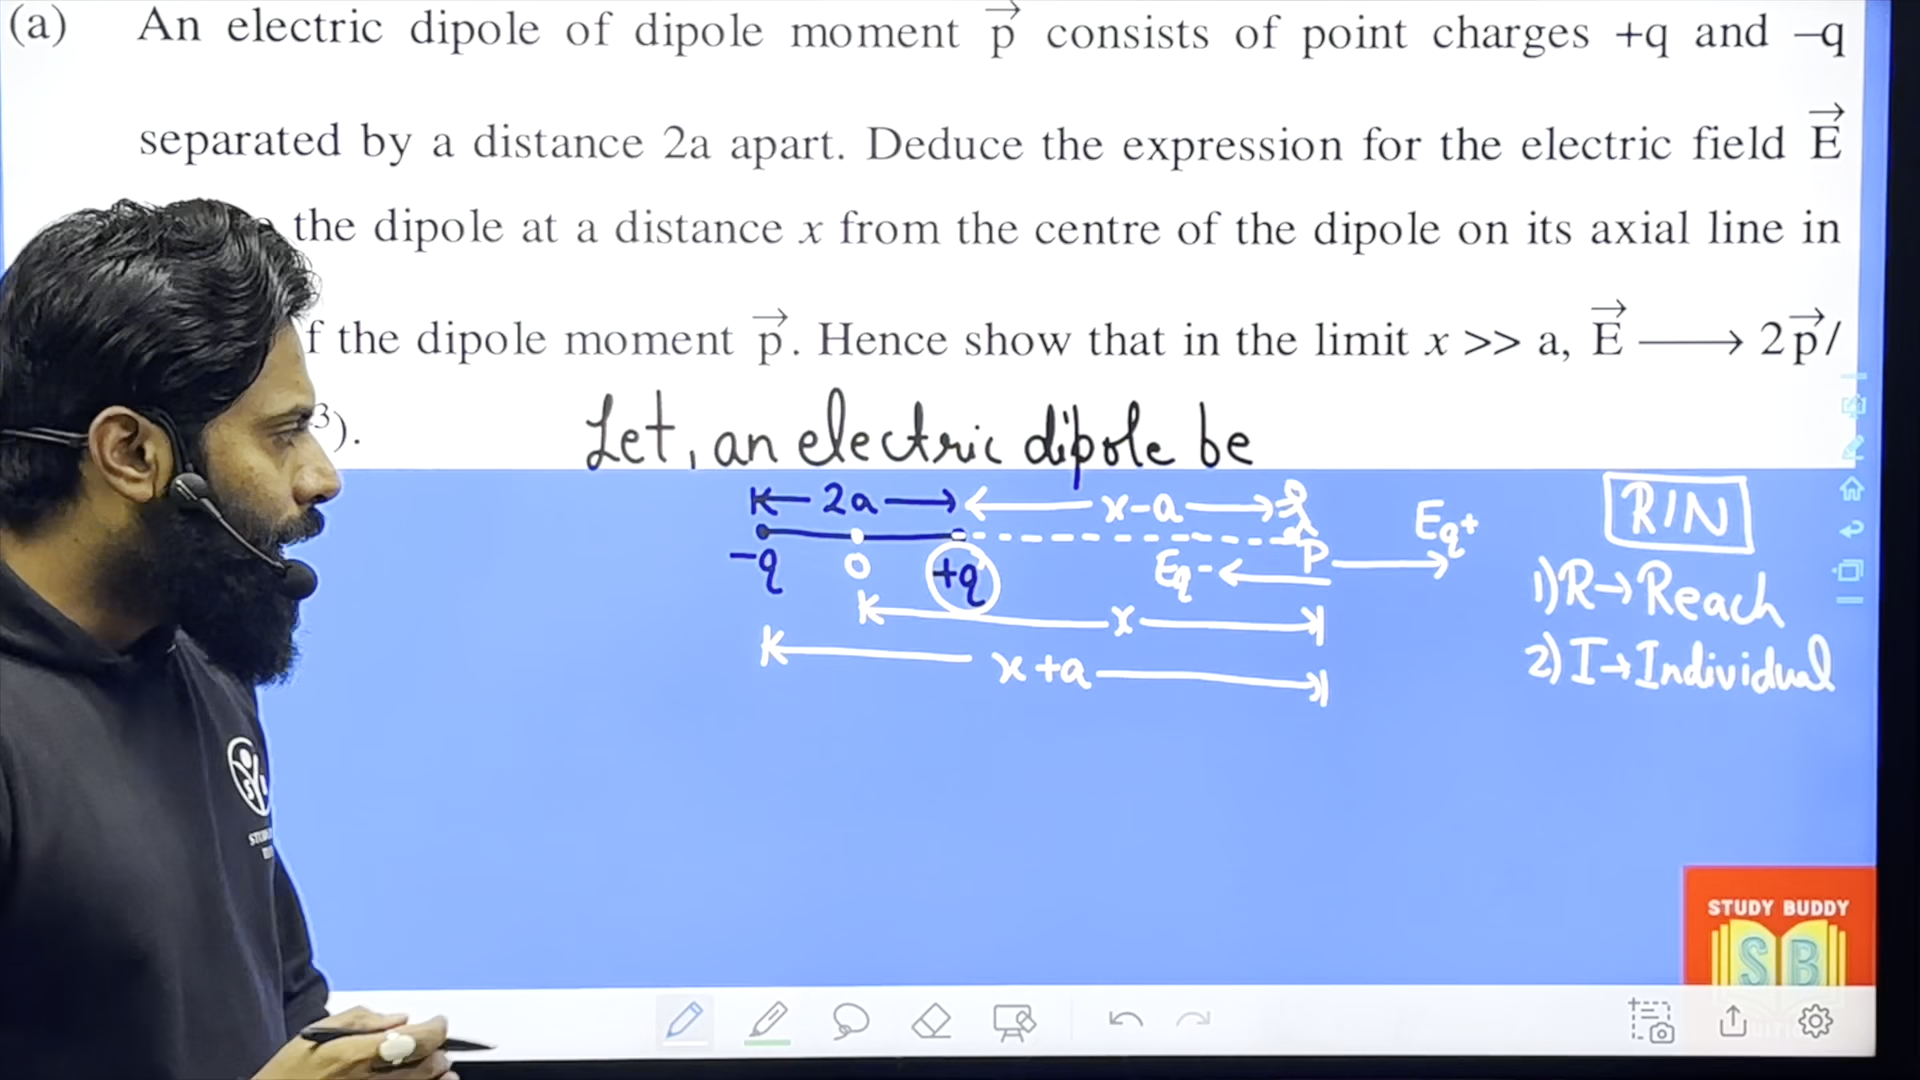 (a) An electric dipole of dipole moment p⃗ consists of point charges +q and –q
separated by a distance 2a apart. Deduce the expression for the electric field E⃗
the dipole at a distance x from the centre of the dipole on its axial line in
f the dipole moment p⃗. Hence show that in the limit x >> a, E⃗ ⟶ 2p⃗/
³).
Let, an electric dipole be
2a x-a
-q O +q Eq- P Eq+
x
x+a
RIN
1) R→Reach
2) I→Individual
STUDY BUDDY
SB